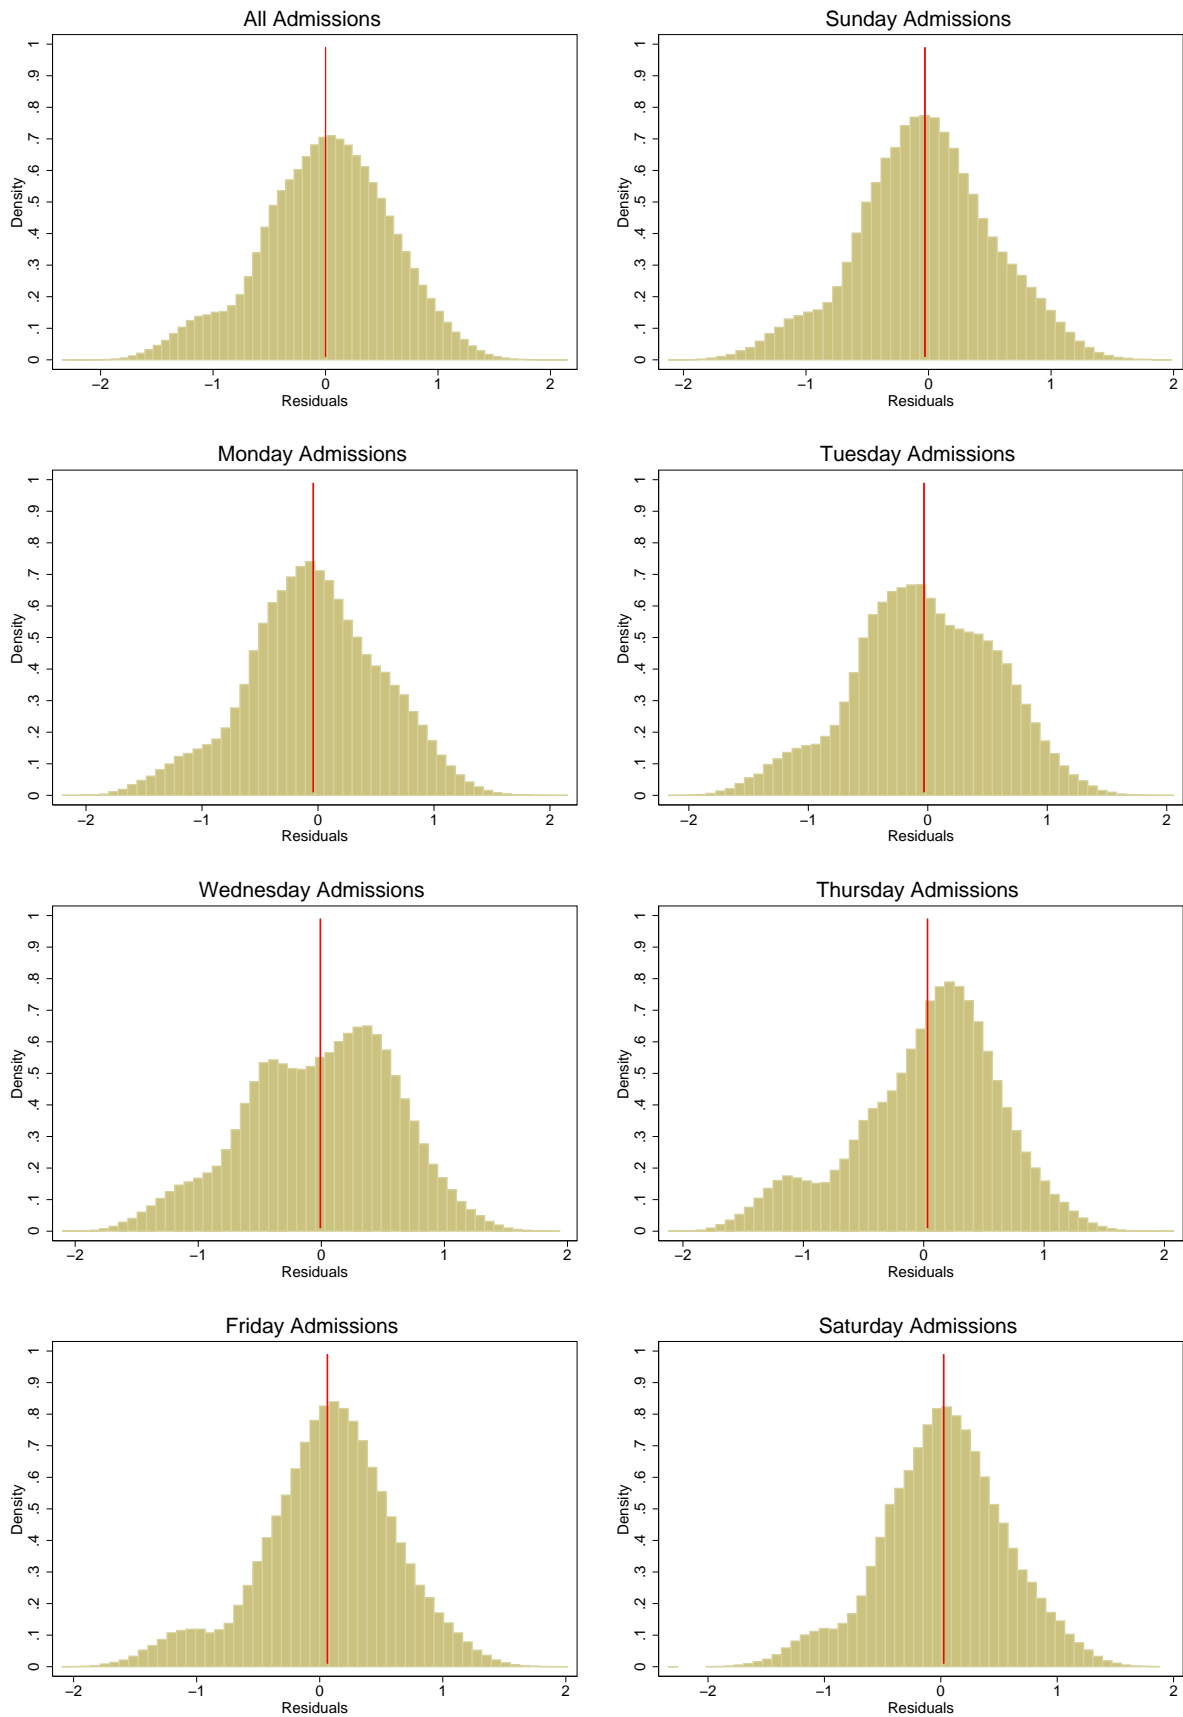 All Admissions
Density
1
.9
.8
.7
.6
.5
.4
.3
.2
.1
0
−2 −1 0 1 2
Residuals
Sunday Admissions
Density
1
.9
.8
.7
.6
.5
.4
.3
.2
.1
0
−2 −1 0 1 2
Residuals
Monday Admissions
Density
1
.9
.8
.7
.6
.5
.4
.3
.2
.1
0
−2 −1 0 1 2
Residuals
Tuesday Admissions
Density
1
.9
.8
.7
.6
.5
.4
.3
.2
.1
0
−2 −1 0 1 2
Residuals
Wednesday Admissions
Density
1
.9
.8
.7
.6
.5
.4
.3
.2
.1
0
−2 −1 0 1 2
Residuals
Thursday Admissions
Density
1
.9
.8
.7
.6
.5
.4
.3
.2
.1
0
−2 −1 0 1 2
Residuals
Friday Admissions
Density
1
.9
.8
.7
.6
.5
.4
.3
.2
.1
0
−2 −1 0 1 2
Residuals
Saturday Admissions
Density
1
.9
.8
.7
.6
.5
.4
.3
.2
.1
0
−2 −1 0 1 2
Residuals